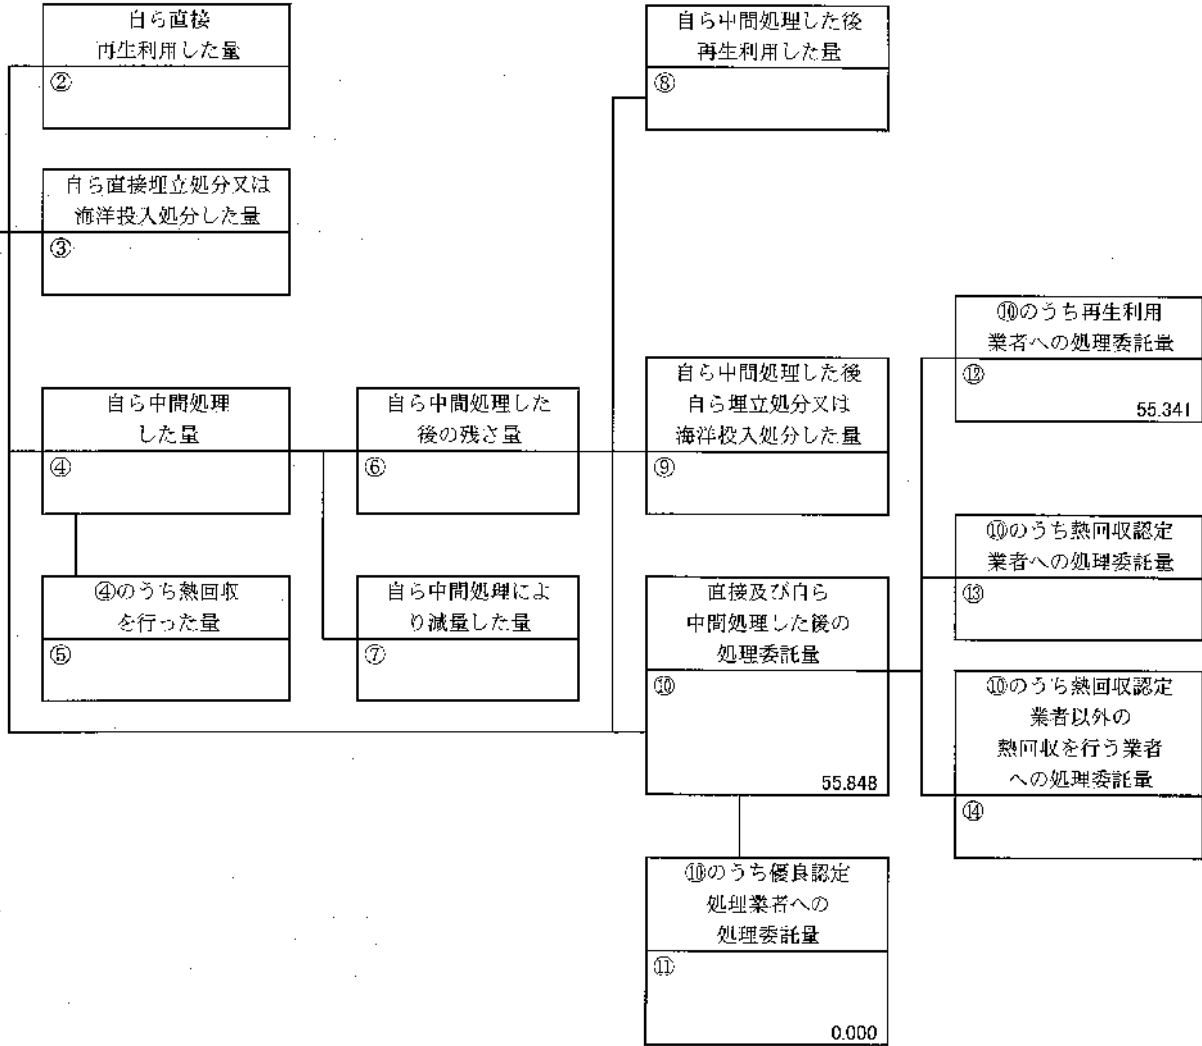 自ら直接
再生利用した量
②
自ら直接埋立処分又は
海洋投入処分した量
③
自ら中間処理
した量
④
④のうち熱回収
を行った量
⑤
自ら中間処理した
後の残さ量
⑥
自ら中間処理によ
り減量した量
⑦
自ら中間処理した後
再生利用した量
⑧
自ら中間処理した後
自ら埋立処分又は
海洋投入処分した量
⑨
直接及び自ら
中間処理した後の
処理委託量
⑩
55.848
⑩のうち優良認定
処理業者への
処理委託量
⑪
0.000
⑩のうち再生利用
業者への処理委託量
⑫
55.341
⑩のうち熱回収認定
業者への処理委託量
⑬
⑩のうち熱回収認定
業者以外の
熱回収を行う業者
への処理委託量
⑭